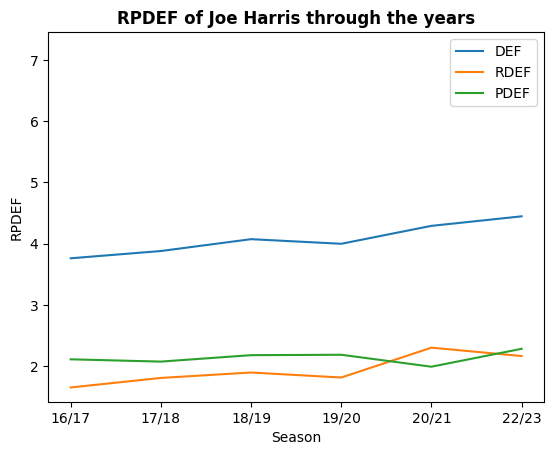 RPDEF of Joe Harris through the years
DEF
RDEF
PDEF
7
6
5
4
3
2
RPDEF
16/17 17/18 18/19 19/20 20/21 22/23
Season